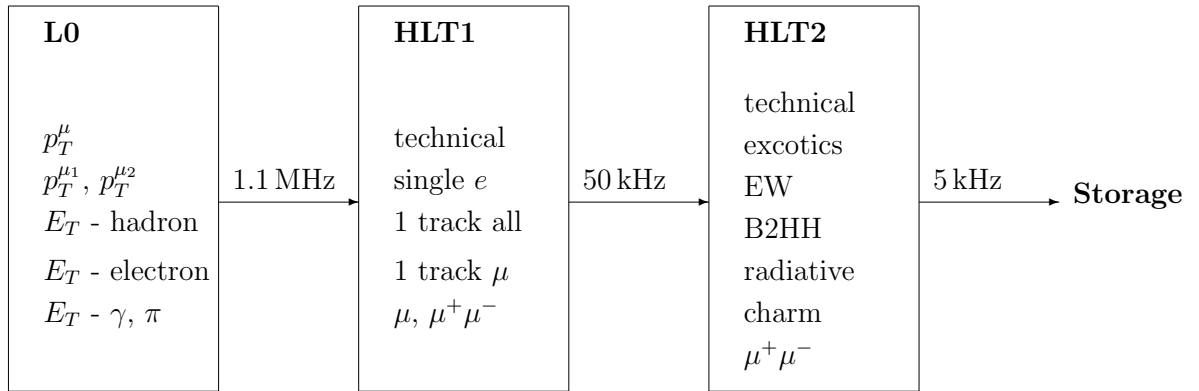 L0
p_T^μ
p_T^{μ1}, p_T^{μ2}
E_T - hadron
E_T - electron
E_T - γ, π
1.1 MHz
HLT1
technical
single e
1 track all
1 track μ
μ, μ⁺μ⁻
50 kHz
HLT2
technical
excotics
EW
B2HH
radiative
charm
μ⁺μ⁻
5 kHz
Storage